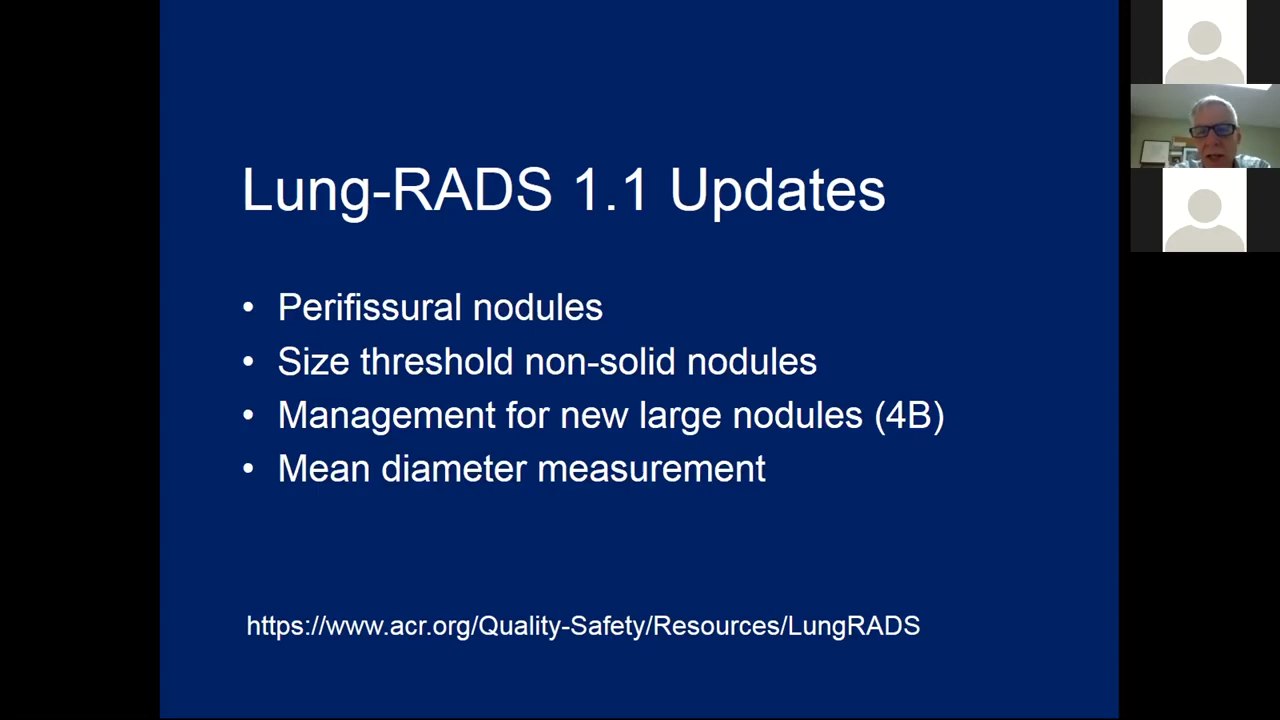 Lung-RADS 1.1 Updates
• Perifissural nodules
• Size threshold non-solid nodules
• Management for new large nodules (4B)
• Mean diameter measurement
https://www.acr.org/Quality-Safety/Resources/LungRADS